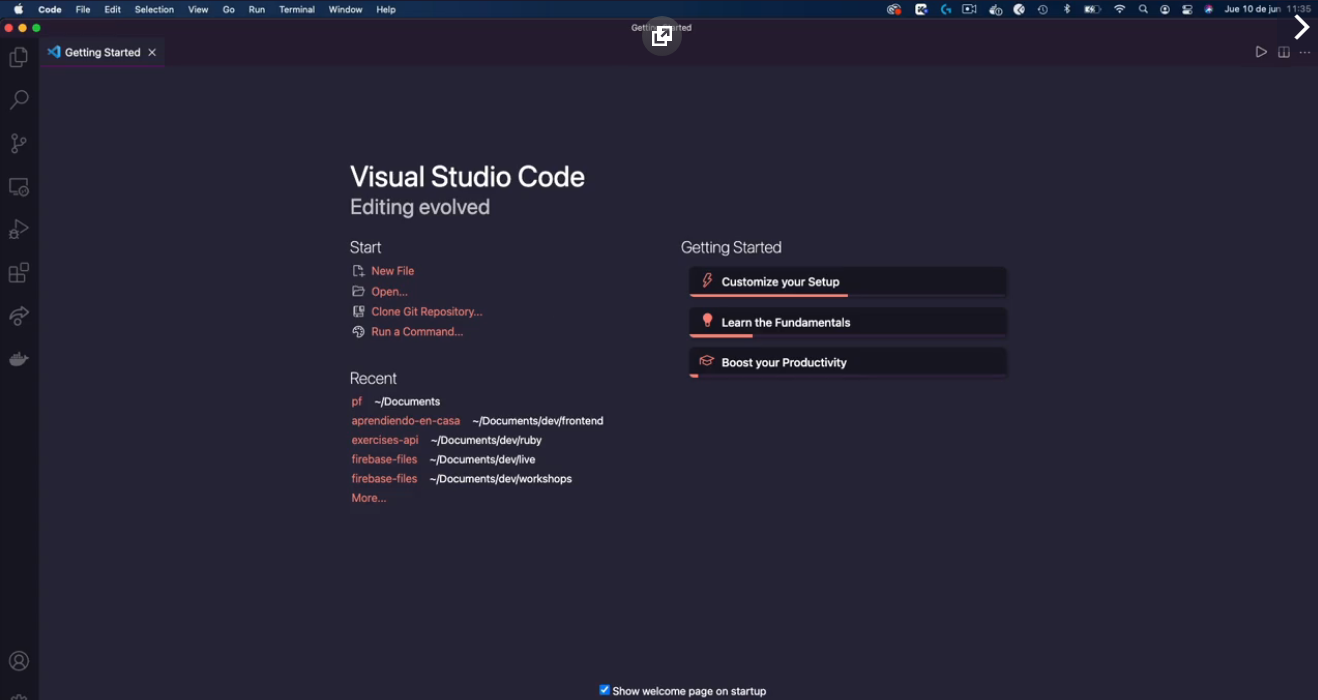 Code File Edit Selection View Go Run Terminal Window Help
Jue 10 de jun 11:35
Getting Started
Getting Started
Visual Studio Code
Editing evolved
Start
New File
Open...
Clone Git Repository...
Run a Command...
Recent
pf ~/Documents
aprendiendo-en-casa ~/Documents/dev/frontend
exercises-api ~/Documents/dev/ruby
firebase-files ~/Documents/dev/live
firebase-files ~/Documents/dev/workshops
More...
Getting Started
Customize your Setup
Learn the Fundamentals
Boost your Productivity
Show welcome page on startup